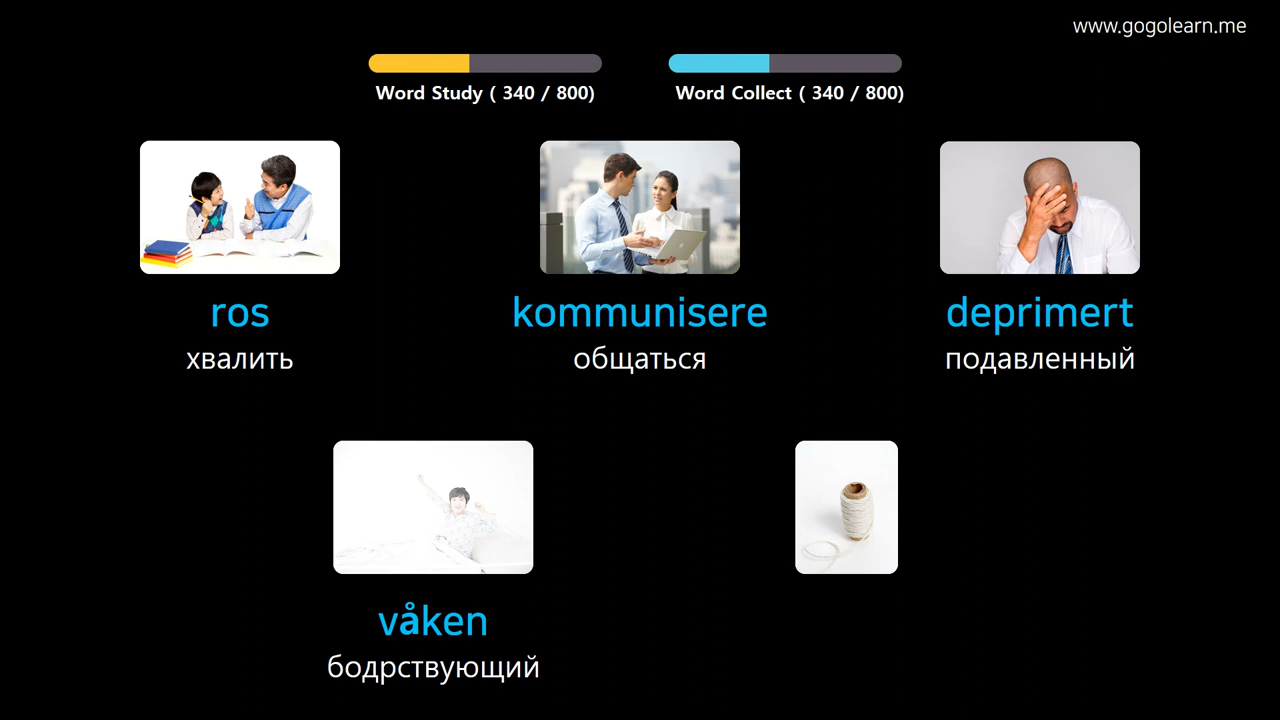 www.gogolearn.me
Word Study ( 340 / 800)
Word Collect ( 340 / 800)
ros
хвалить
kommunisere
общаться
deprimert
подавленный
våken
бодрствующий